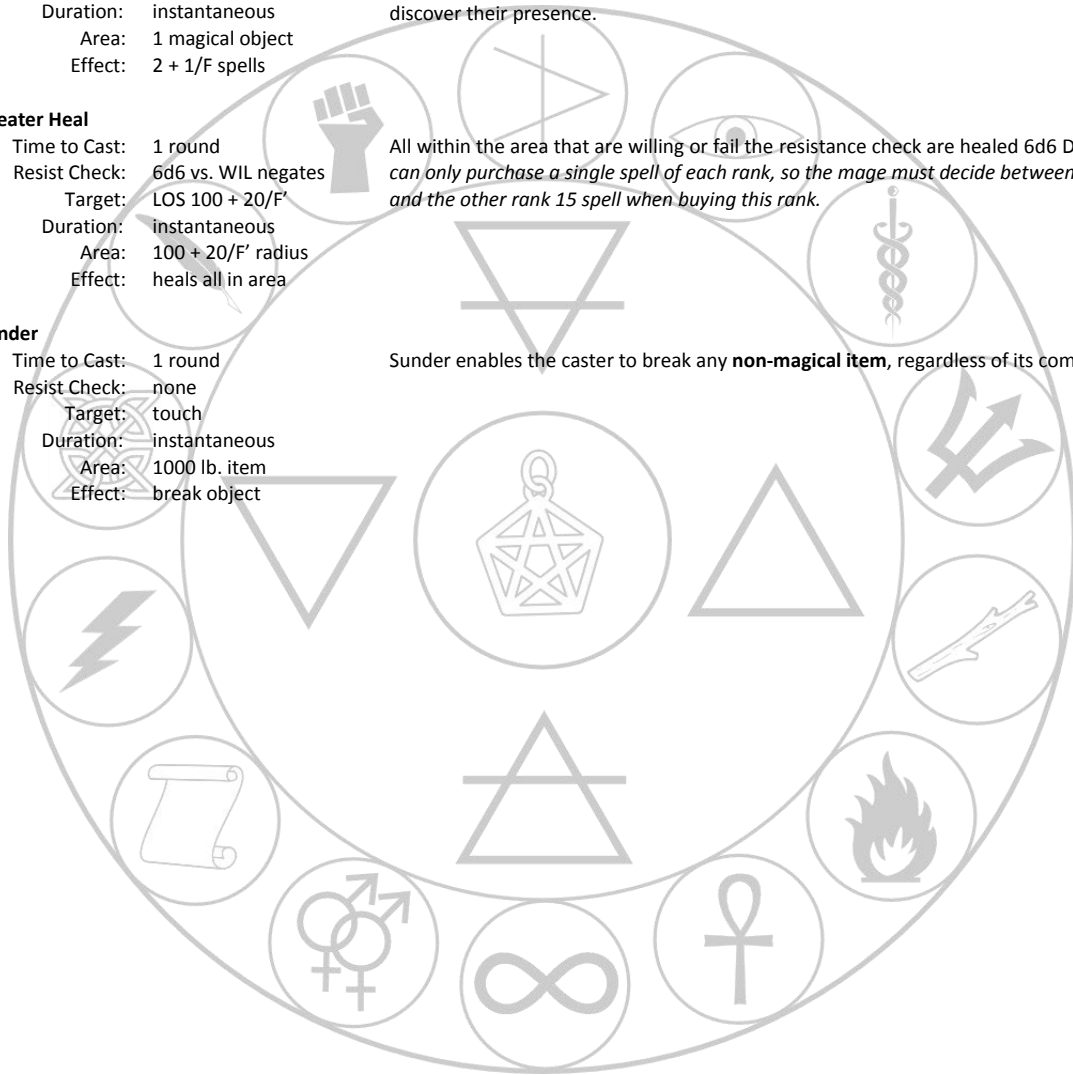 Duration: instantaneous discover their presence.
Area: 1 magical object
Effect: 2 + 1/F spells
eater Heal
Time to Cast: 1 round All within the area that are willing or fail the resistance check are healed 6d6 D
Resist Check: 6d6 vs. WIL negates can only purchase a single spell of each rank, so the mage must decide between
Target: LOS 100 + 20/F’ and the other rank 15 spell when buying this rank.
Duration: instantaneous
Area: 100 + 20/F’ radius
Effect: heals all in area
nder
Time to Cast: 1 round Sunder enables the caster to break any non-magical item, regardless of its com
Resist Check: none
Target: touch
Duration: instantaneous
Area: 1000 lb. item
Effect: break object